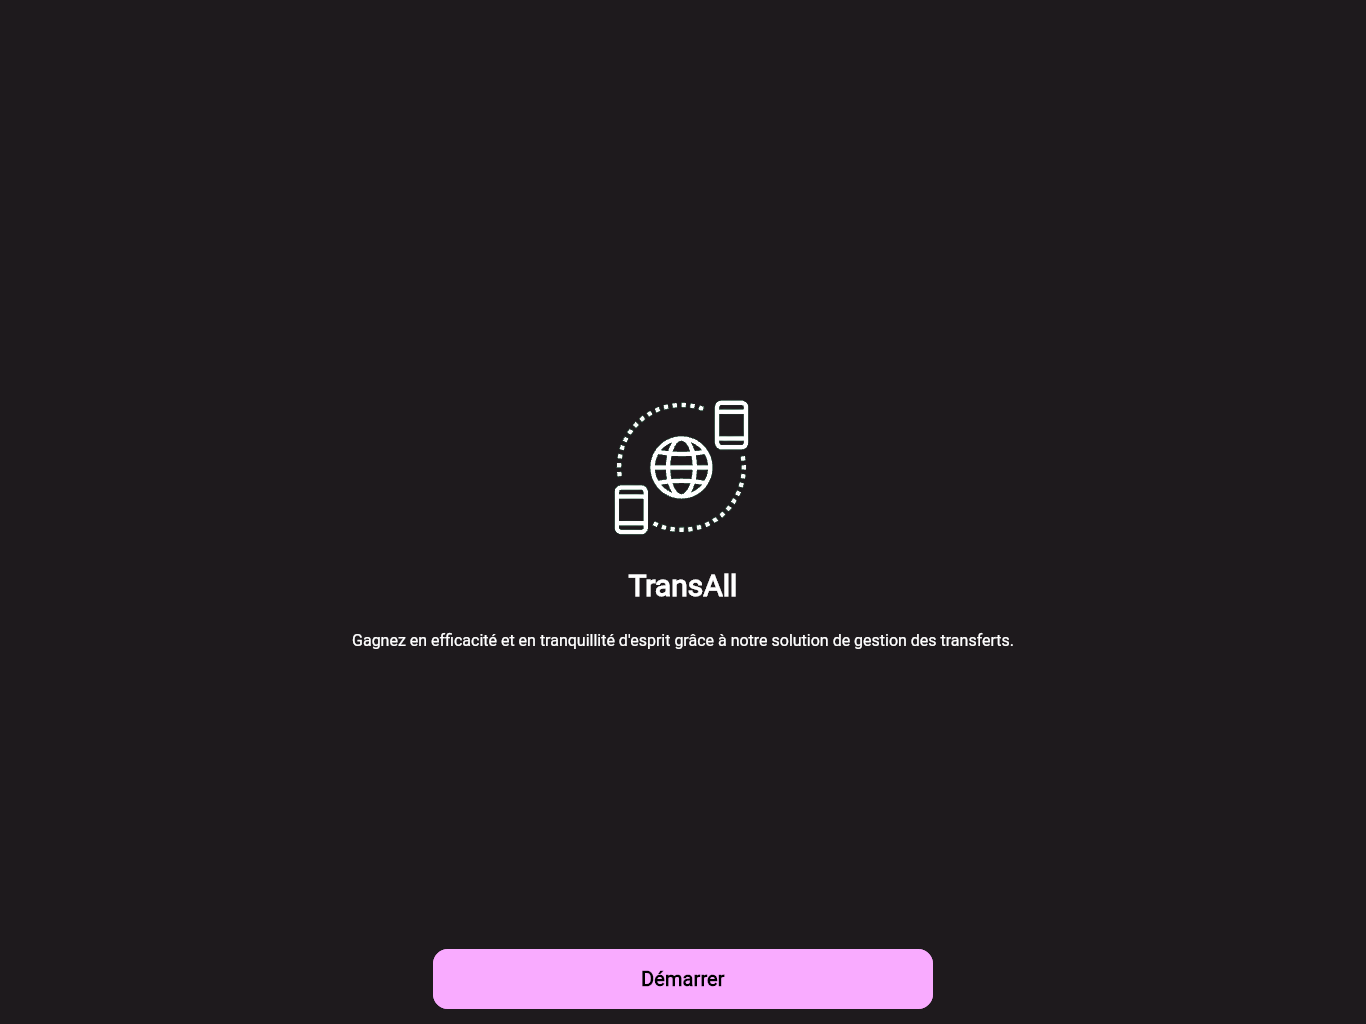 TransAll
Gagnez en efficacité et en tranquillité d'esprit grâce à notre solution de gestion des transferts.
Démarrer